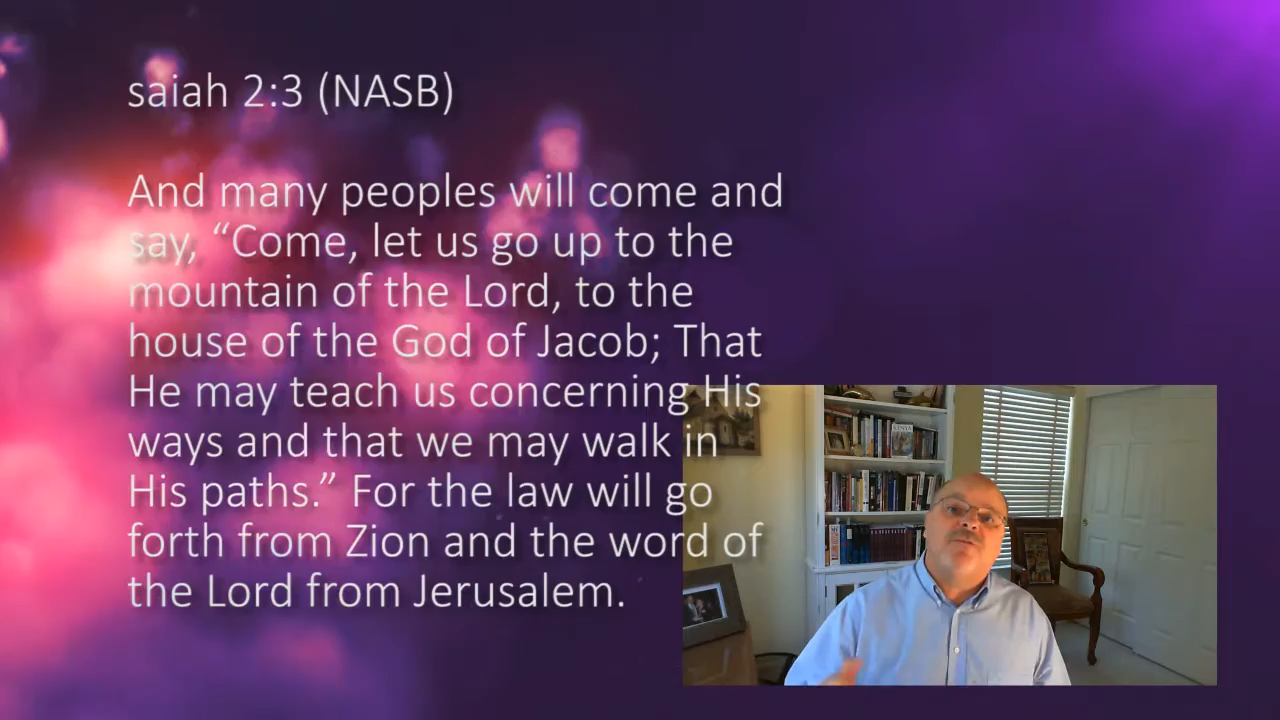 saiah 2:3 (NASB)
And many peoples will come and
say, “Come, let us go up to the
mountain of the Lord, to the
house of the God of Jacob; That
He may teach us concerning His
ways and that we may walk in
His paths.” For the law will go
forth from Zion and the word of
the Lord from Jerusalem.
KENYA